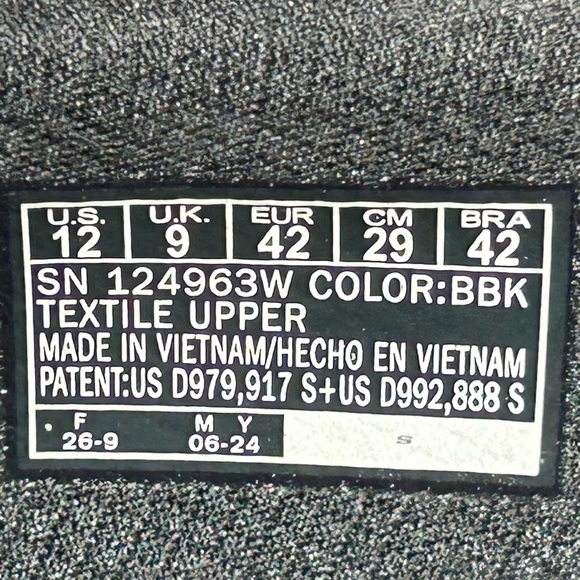 U.S. U.K. EUR CM BRA
12 9 42 29 42
SN 124963W COLOR:BBK
TEXTILE UPPER
MADE IN VIETNAM/HECHO EN VIETNAM
PATENT:US D979,917 S+US D992,888 S
F M Y
26-9 06-24
S